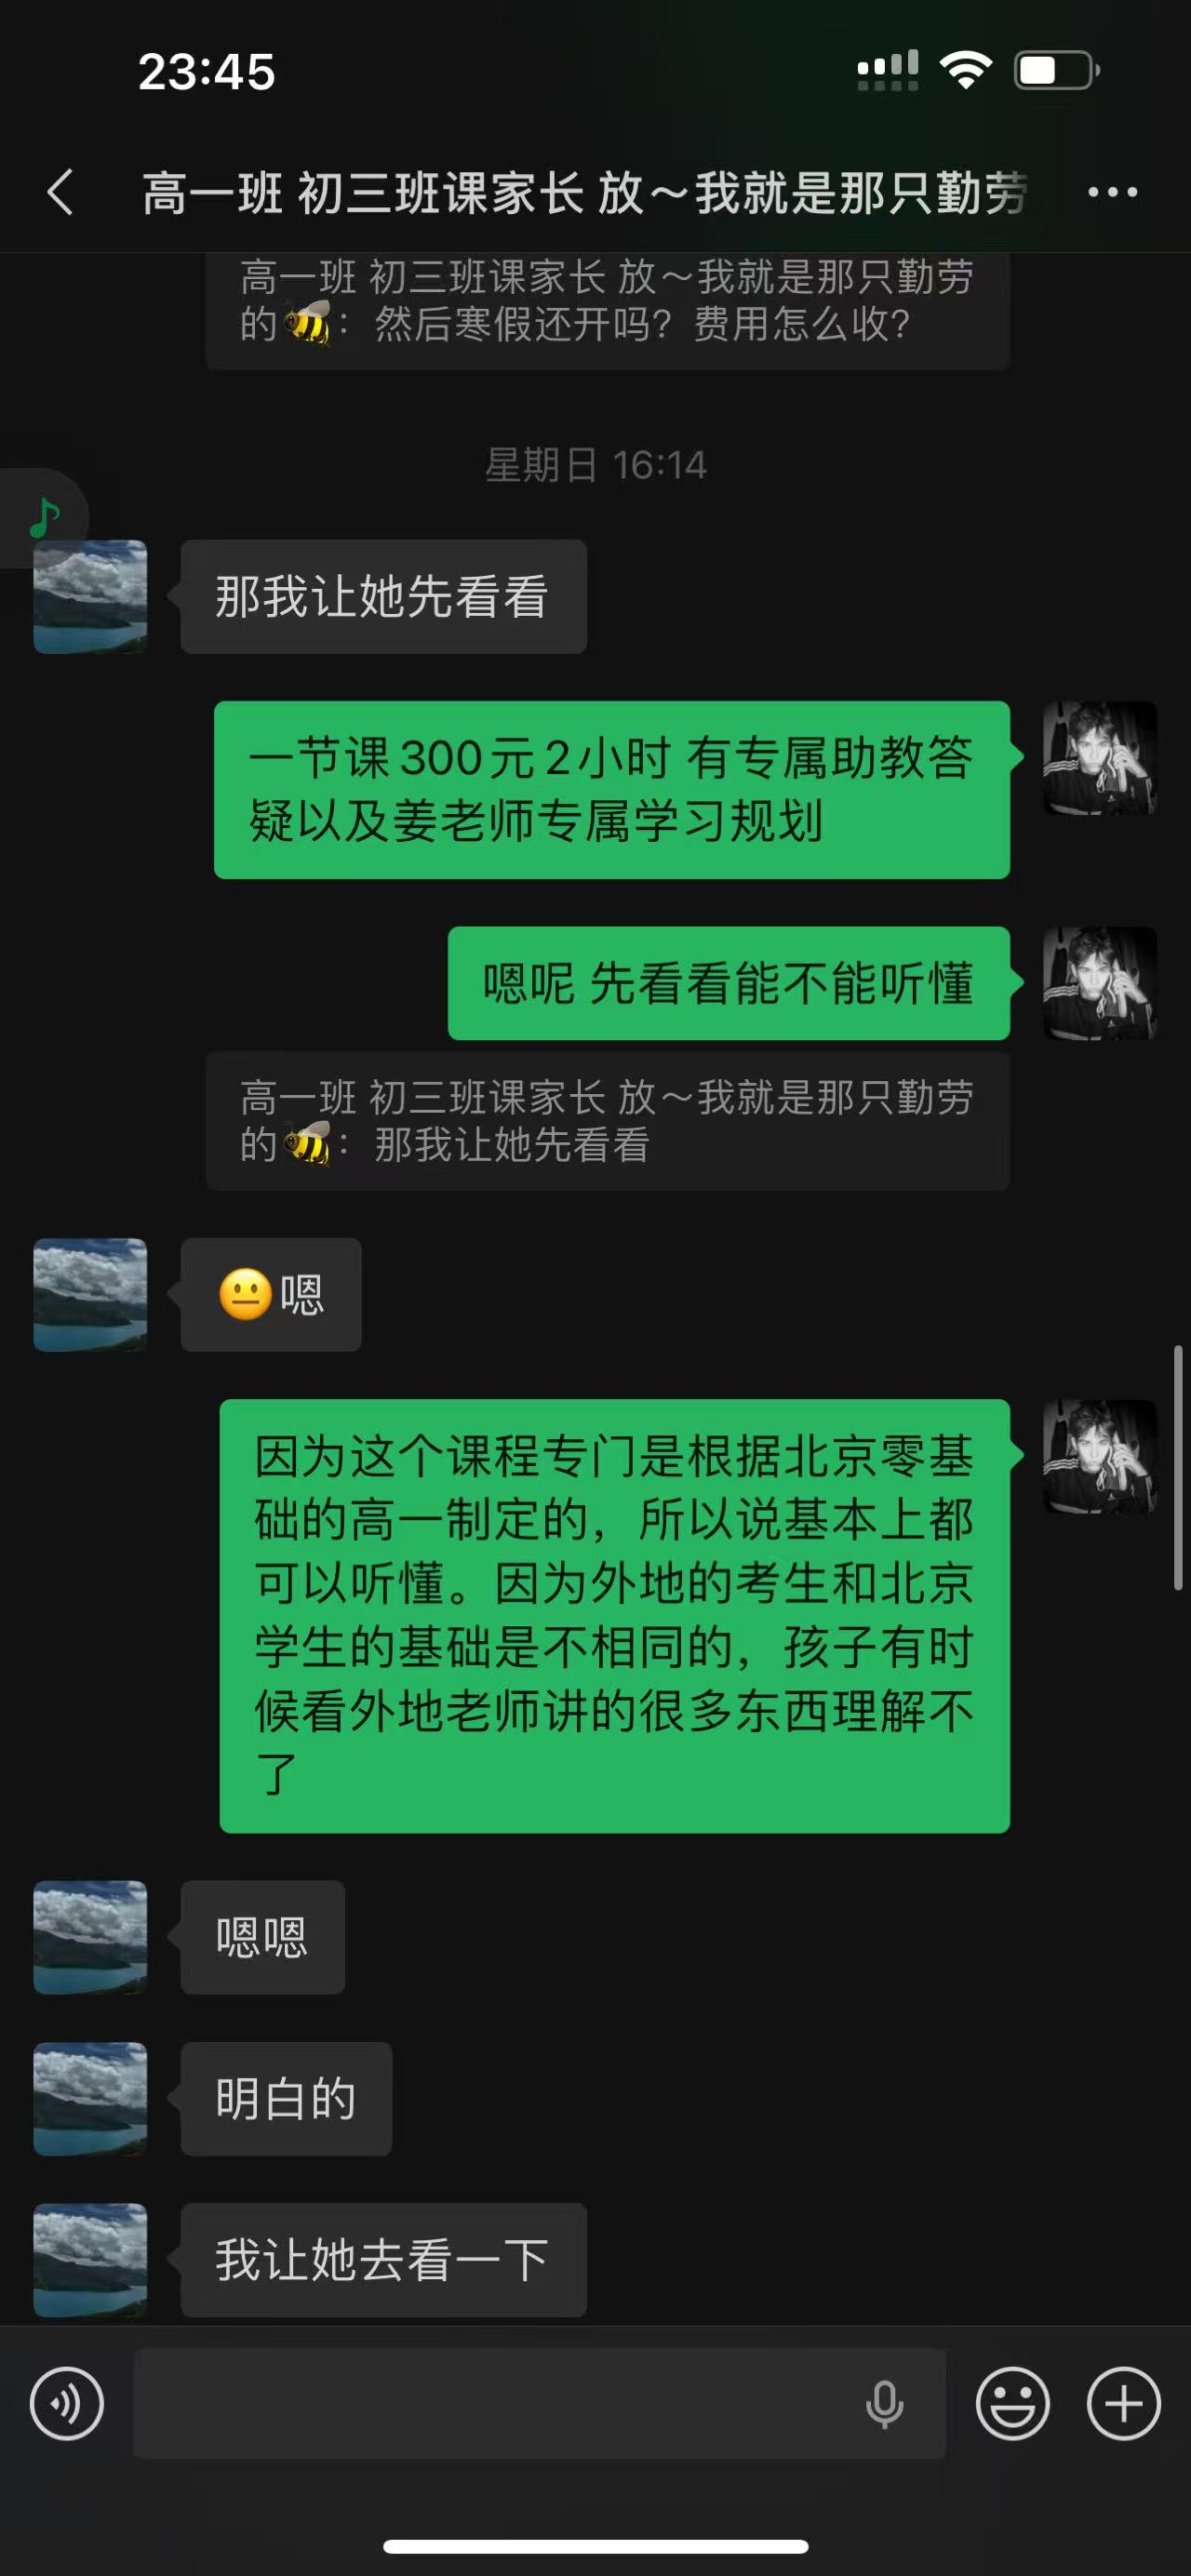 23:45
高一班 初三班课家长 放～我就是那只勤劳
高一班 初三班课家长 放～我就是那只勤劳
的🐝：然后寒假还开吗？费用怎么收？
星期日 16:14
那我让她先看看
一节课300元2小时 有专属助教答
疑以及姜老师专属学习规划
嗯呢 先看看能不能听懂
高一班 初三班课家长 放～我就是那只勤劳
的🐝：那我让她先看看
😐嗯
因为这个课程专门是根据北京零基
础的高一制定的，所以说基本上都
可以听懂。因为外地的考生和北京
学生的基础是不相同的，孩子有时
候看外地老师讲的很多东西理解不
了
嗯嗯
明白的
我让她去看一下